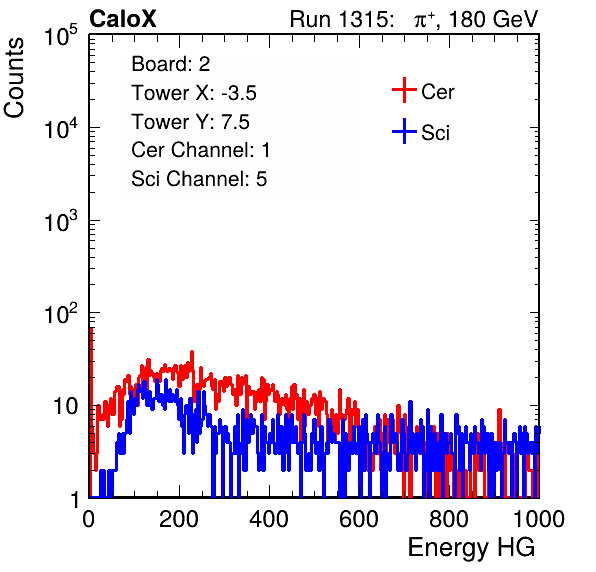 CaloX Run 1315: π⁺, 180 GeV
Counts
Board: 2
Tower X: -3.5
Tower Y: 7.5
Cer Channel: 1
Sci Channel: 5
Cer
Sci
10⁵
10⁴
10³
10²
10
1
0 200 400 600 800 1000
Energy HG